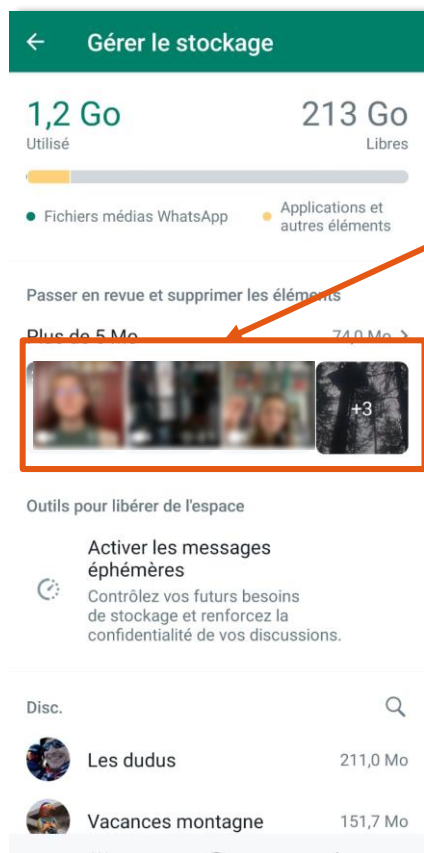 Gérer le stockage
1,2 Go
213 Go
Utilisé
Libres
Fichiers médias WhatsApp
Applications et
autres éléments
Passer en revue et supprimer les éléments
Plus de 5 Mo
74,0 Mo >
+3
Outils pour libérer de l'espace
Activer les messages
éphémères
Contrôlez vos futurs besoins
de stockage et renforcez la
confidentialité de vos discussions.
Disc.
Les dudus
211,0 Mo
Vacances montagne
151,7 Mo